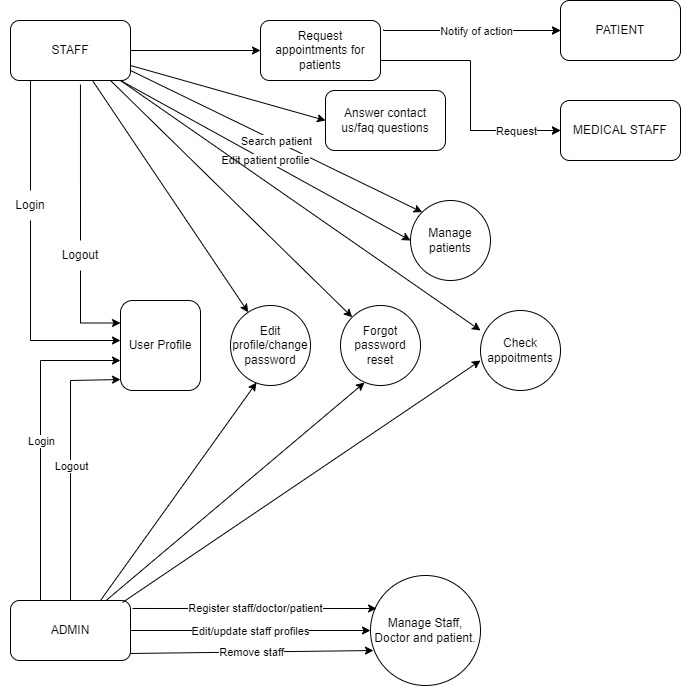 STAFF
Request
appointments for
patients
Notify of action
PATIENT
Answer contact
us/faq questions
Request
MEDICAL STAFF
Search patient
Edit patient profile
Login
Manage
patients
Logout
User Profile
Edit
profile/change
password
Forgot
password
reset
Check
appoitments
Login
Logout
ADMIN
Register staff/doctor/patient
Edit/update staff profiles
Remove staff
Manage Staff,
Doctor and patient.